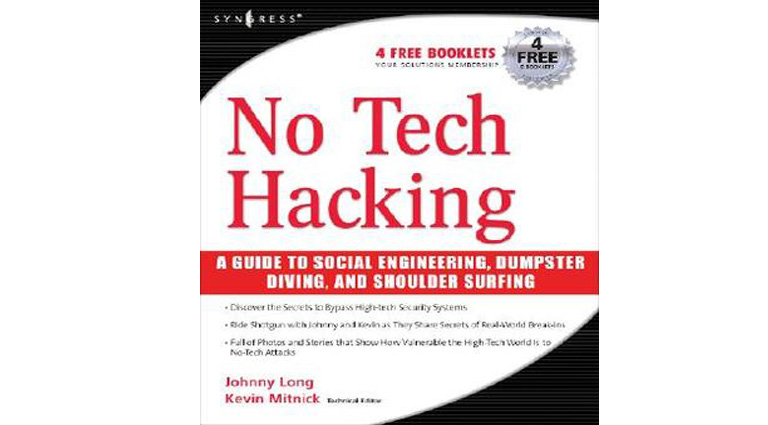 SYNGRESS®
4 FREE BOOKLETS
YOUR SOLUTIONS MEMBERSHIP
4
FREE
BOOKLETS
No Tech
Hacking
A GUIDE TO SOCIAL ENGINEERING, DUMPSTER
DIVING, AND SHOULDER SURFING
• Discover the Secrets to Bypass High-tech Security Systems
• Ride Shotgun with Johnny and Kevin as They Share Secrets of Real-World Break-ins
• Full of Photos and Stories that Show How Vulnerable the High-Tech World Is to
No-Tech Attacks
Johnny Long
Kevin Mitnick Technical Editor